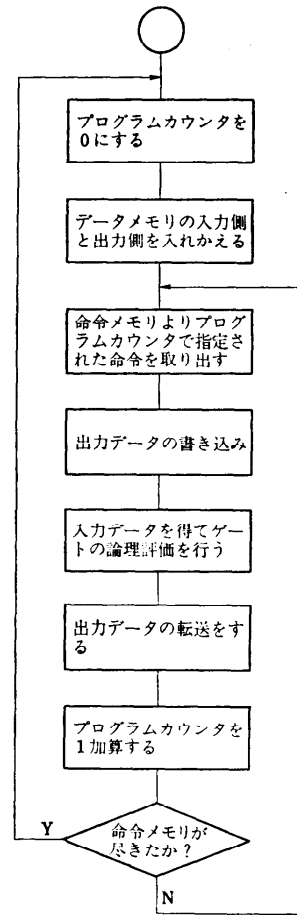 プログラムカウンタを
0にする
データメモリの入力側
と出力側を入れかえる
命令メモリよりプログ
ラムカウンタで指定さ
れた命令を取り出す
出力データの書き込み
入力データを得てゲート
の論理評価を行う
出力データの転送をす
る
プログラムカウンタを
1加算する
Y
命令メモリが
尽きたか？
N